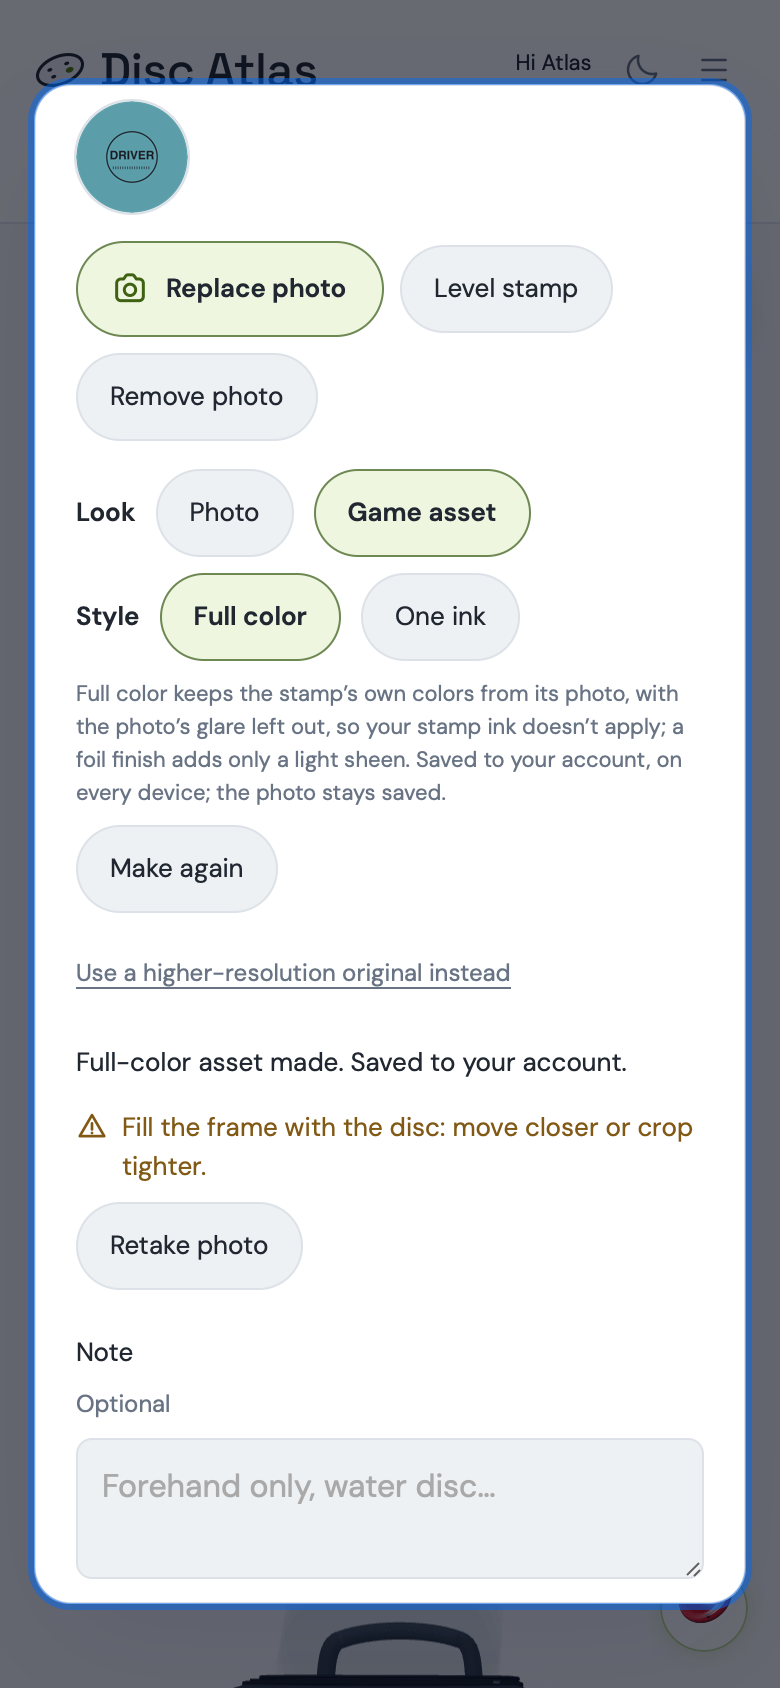 Disc Atlas
Hi Atlas
DRIVER
Replace photo
Level stamp
Remove photo
Look
Photo
Game asset
Style
Full color
One ink
Full color keeps the stamp’s own colors from its photo, with
the photo’s glare left out, so your stamp ink doesn’t apply; a
foil finish adds only a light sheen. Saved to your account, on
every device; the photo stays saved.
Make again
Use a higher-resolution original instead
Full-color asset made. Saved to your account.
Fill the frame with the disc: move closer or crop
tighter.
Retake photo
Note
Optional
Forehand only, water disc…